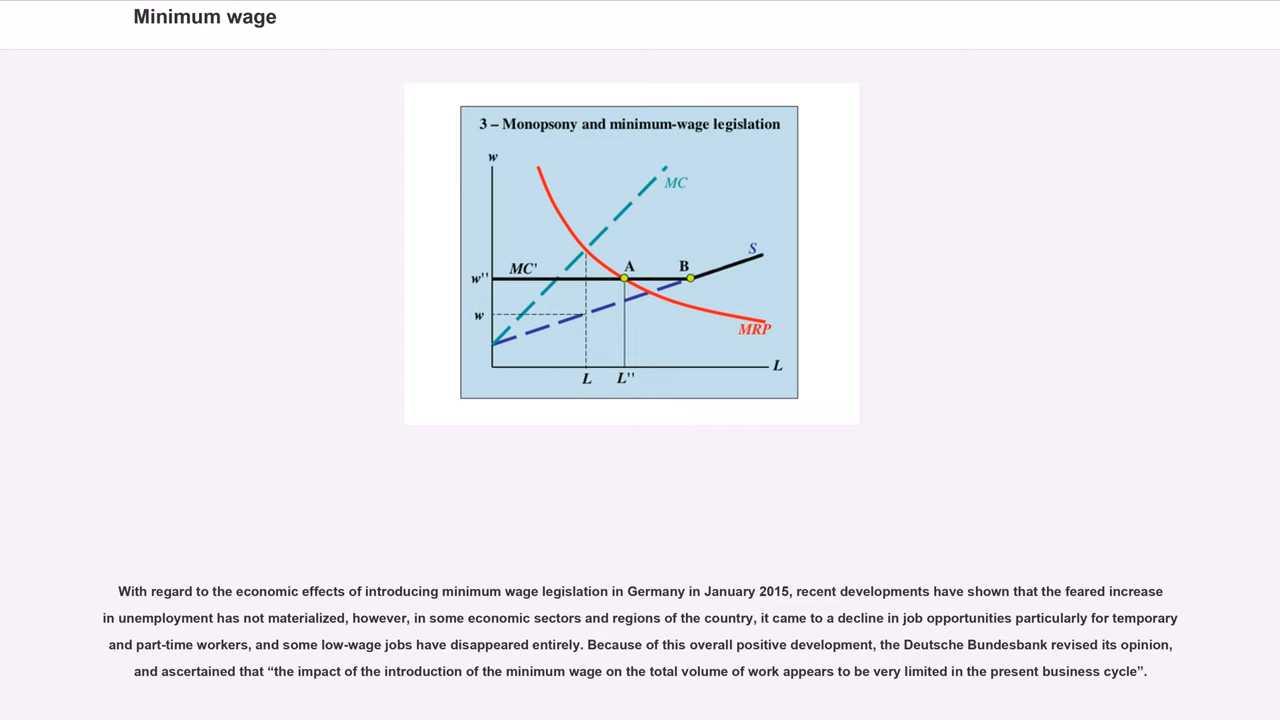 Minimum wage
3 – Monopsony and minimum-wage legislation
w
MC
S
A
B
MC'
w''
w
MRP
L
L
L''
With regard to the economic effects of introducing minimum wage legislation in Germany in January 2015, recent developments have shown that the feared increase
in unemployment has not materialized, however, in some economic sectors and regions of the country, it came to a decline in job opportunities particularly for temporary
and part-time workers, and some low-wage jobs have disappeared entirely. Because of this overall positive development, the Deutsche Bundesbank revised its opinion,
and ascertained that “the impact of the introduction of the minimum wage on the total volume of work appears to be very limited in the present business cycle”.